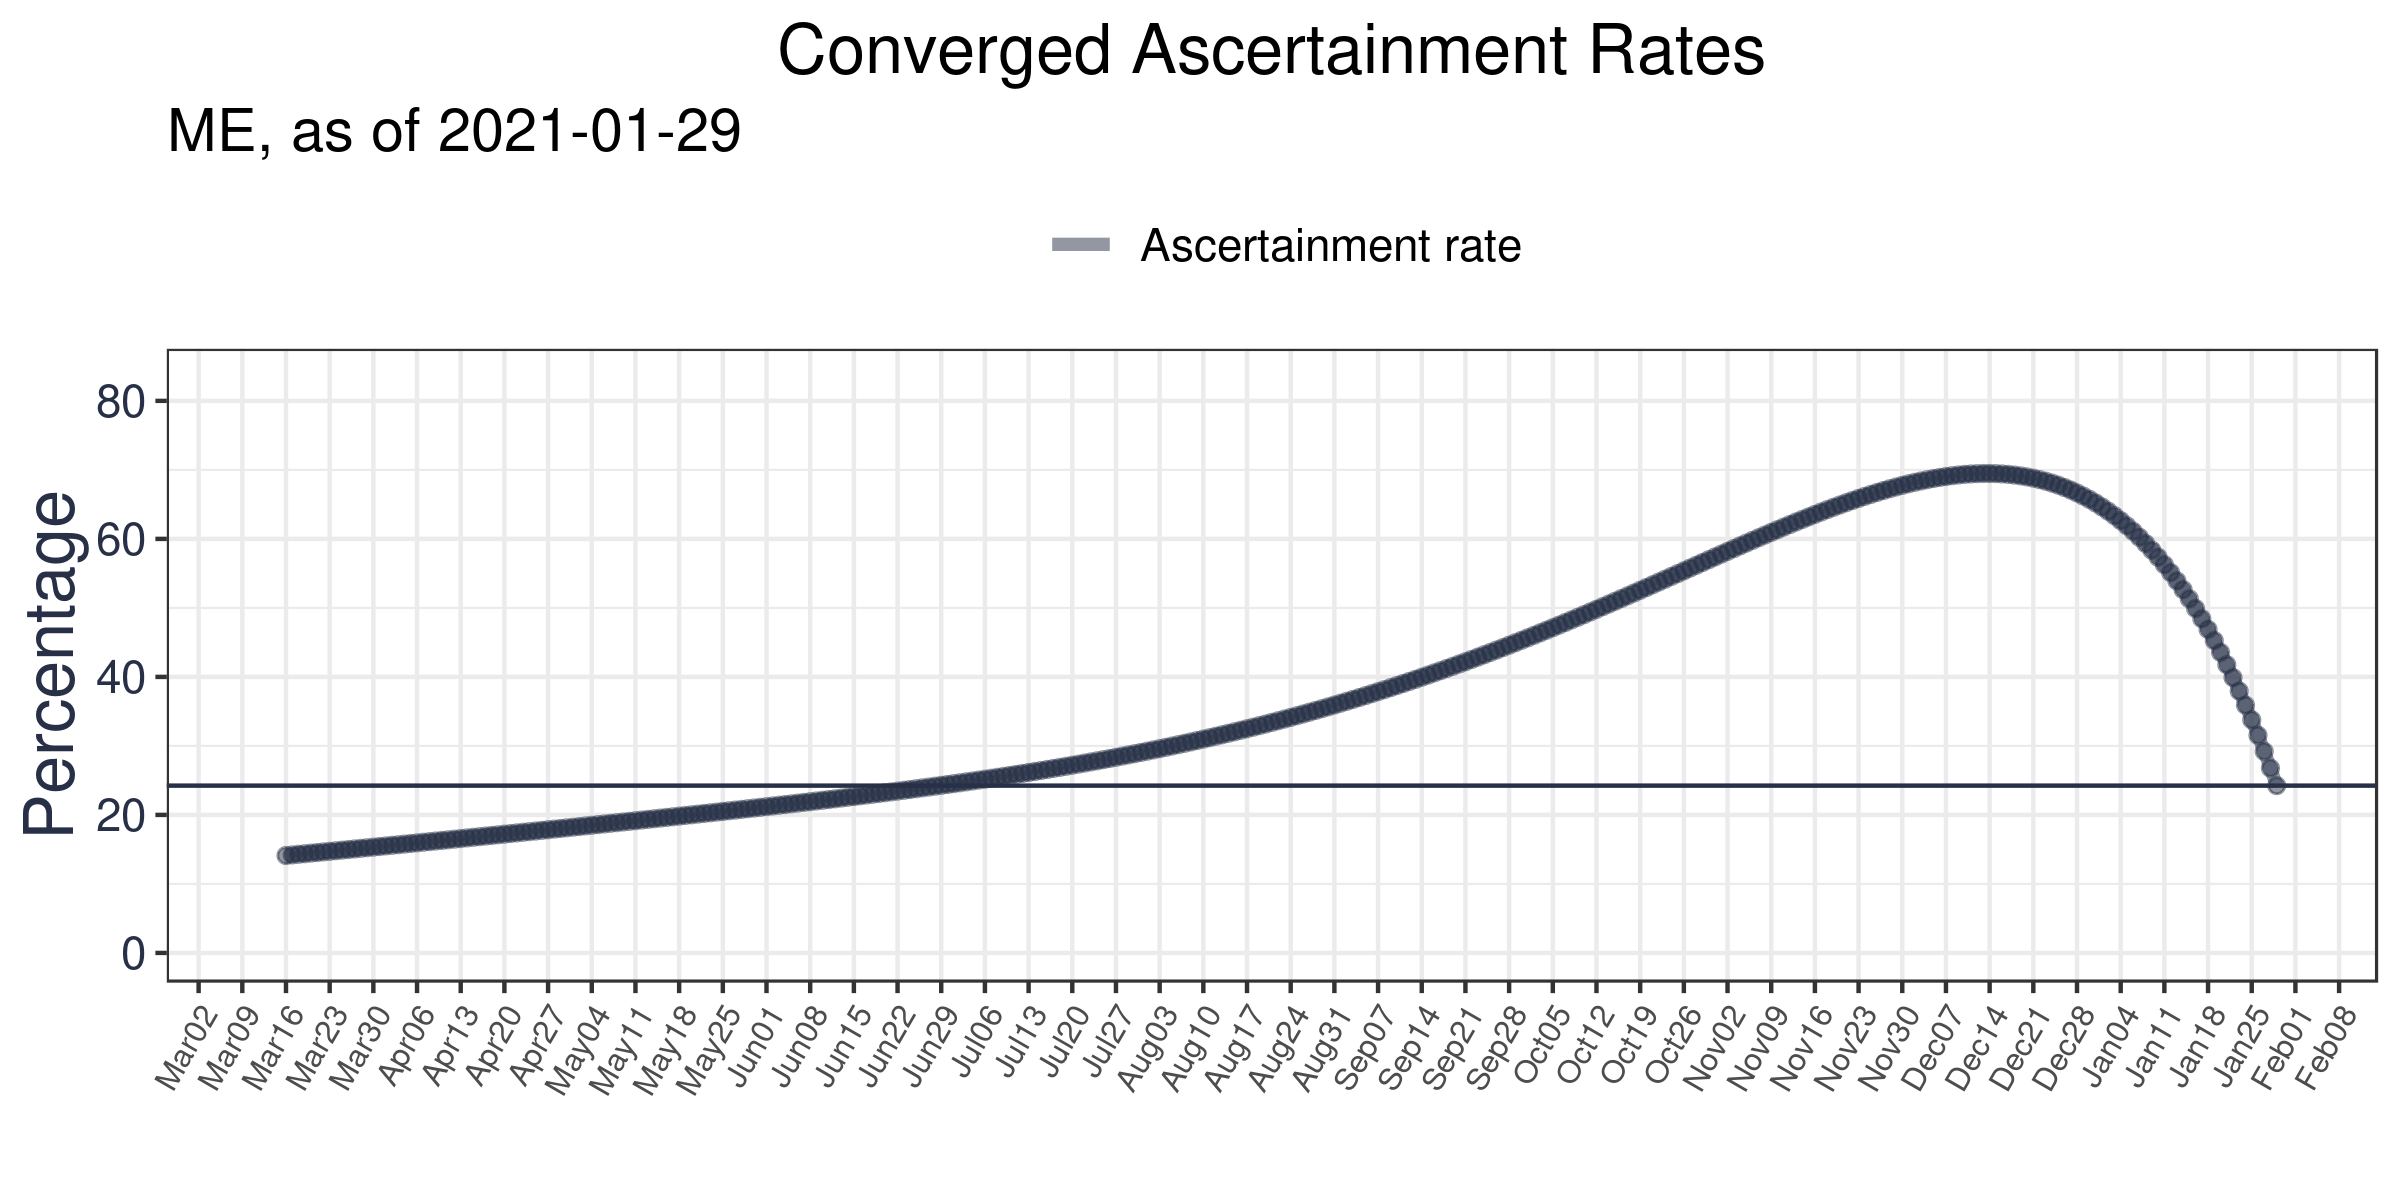 Converged Ascertainment Rates
ME, as of 2021-01-29
Ascertainment rate
Percentage
80
60
40
20
0
Mar02 Mar09 Mar16 Mar23 Mar30 Apr06 Apr13 Apr20 Apr27 May04 May11 May18 May25 Jun01 Jun08 Jun15 Jun22 Jun29 Jul06 Jul13 Jul20 Jul27 Aug03 Aug10 Aug17 Aug24 Aug31 Sep07 Sep14 Sep21 Sep28 Oct05 Oct12 Oct19 Oct26 Nov02 Nov09 Nov16 Nov23 Nov30 Dec07 Dec14 Dec21 Dec28 Jan04 Jan11 Jan18 Jan25 Feb01 Feb08